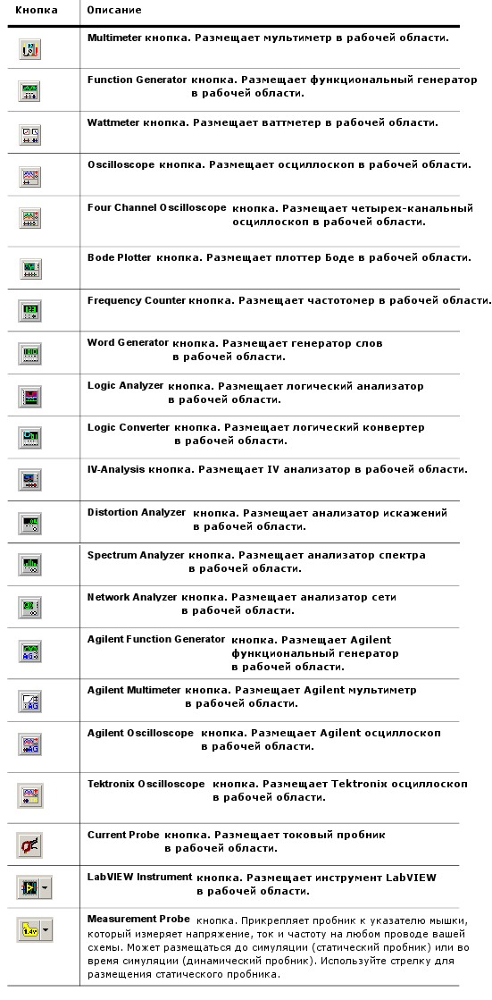 Кнопка Описание
Multimeter кнопка. Размещает мультиметр в рабочей области.
Function Generator кнопка. Размещает функциональный генератор
в рабочей области.
Wattmeter кнопка. Размещает ваттметер в рабочей области.
Oscilloscope кнопка. Размещает осциллоскоп в рабочей области.
Four Channel Oscilloscope кнопка. Размещает четырех-канальный
осциллоскоп в рабочей области.
Bode Plotter кнопка. Размещает плоттер Боде в рабочей области.
Frequency Counter кнопка. Размещает частотомер в рабочей области.
Word Generator кнопка. Размещает генератор слов
в рабочей области.
Logic Analyzer кнопка. Размещает логический анализатор
в рабочей области.
Logic Converter кнопка. Размещает логический конвертер
в рабочей области.
IV-Analysis кнопка. Размещает IV анализатор в рабочей области.
Distortion Analyzer кнопка. Размещает анализатор искажений
в рабочей области.
Spectrum Analyzer кнопка. Размещает анализатор спектра
в рабочей области.
Network Analyzer кнопка. Размещает анализатор сети
в рабочей области.
AG
Agilent Function Generator кнопка. Размещает Agilent
функциональный генератор
в рабочей области.
AG
Agilent Multimeter кнопка. Размещает Agilent мультиметр
в рабочей области.
AG
Agilent Oscilloscope кнопка. Размещает Agilent осциллоскоп
в рабочей области.
Tektronix Oscilloscope кнопка. Размещает Tektronix осциллоскоп
в рабочей области.
Current Probe кнопка. Размещает токовый пробник
в рабочей области.
LabVIEW Instrument кнопка. Размещает инструмент LabVIEW
в рабочей области.
1.4v
Measurement Probe кнопка. Прикрепляет пробник к указателю мышки,
который измеряет напряжение, ток и частоту на любом проводе вашей
схемы. Может размещаться до симуляции (статический пробник) или во
время симуляции (динамический пробник). Используйте стрелку для
размещения статического пробника.